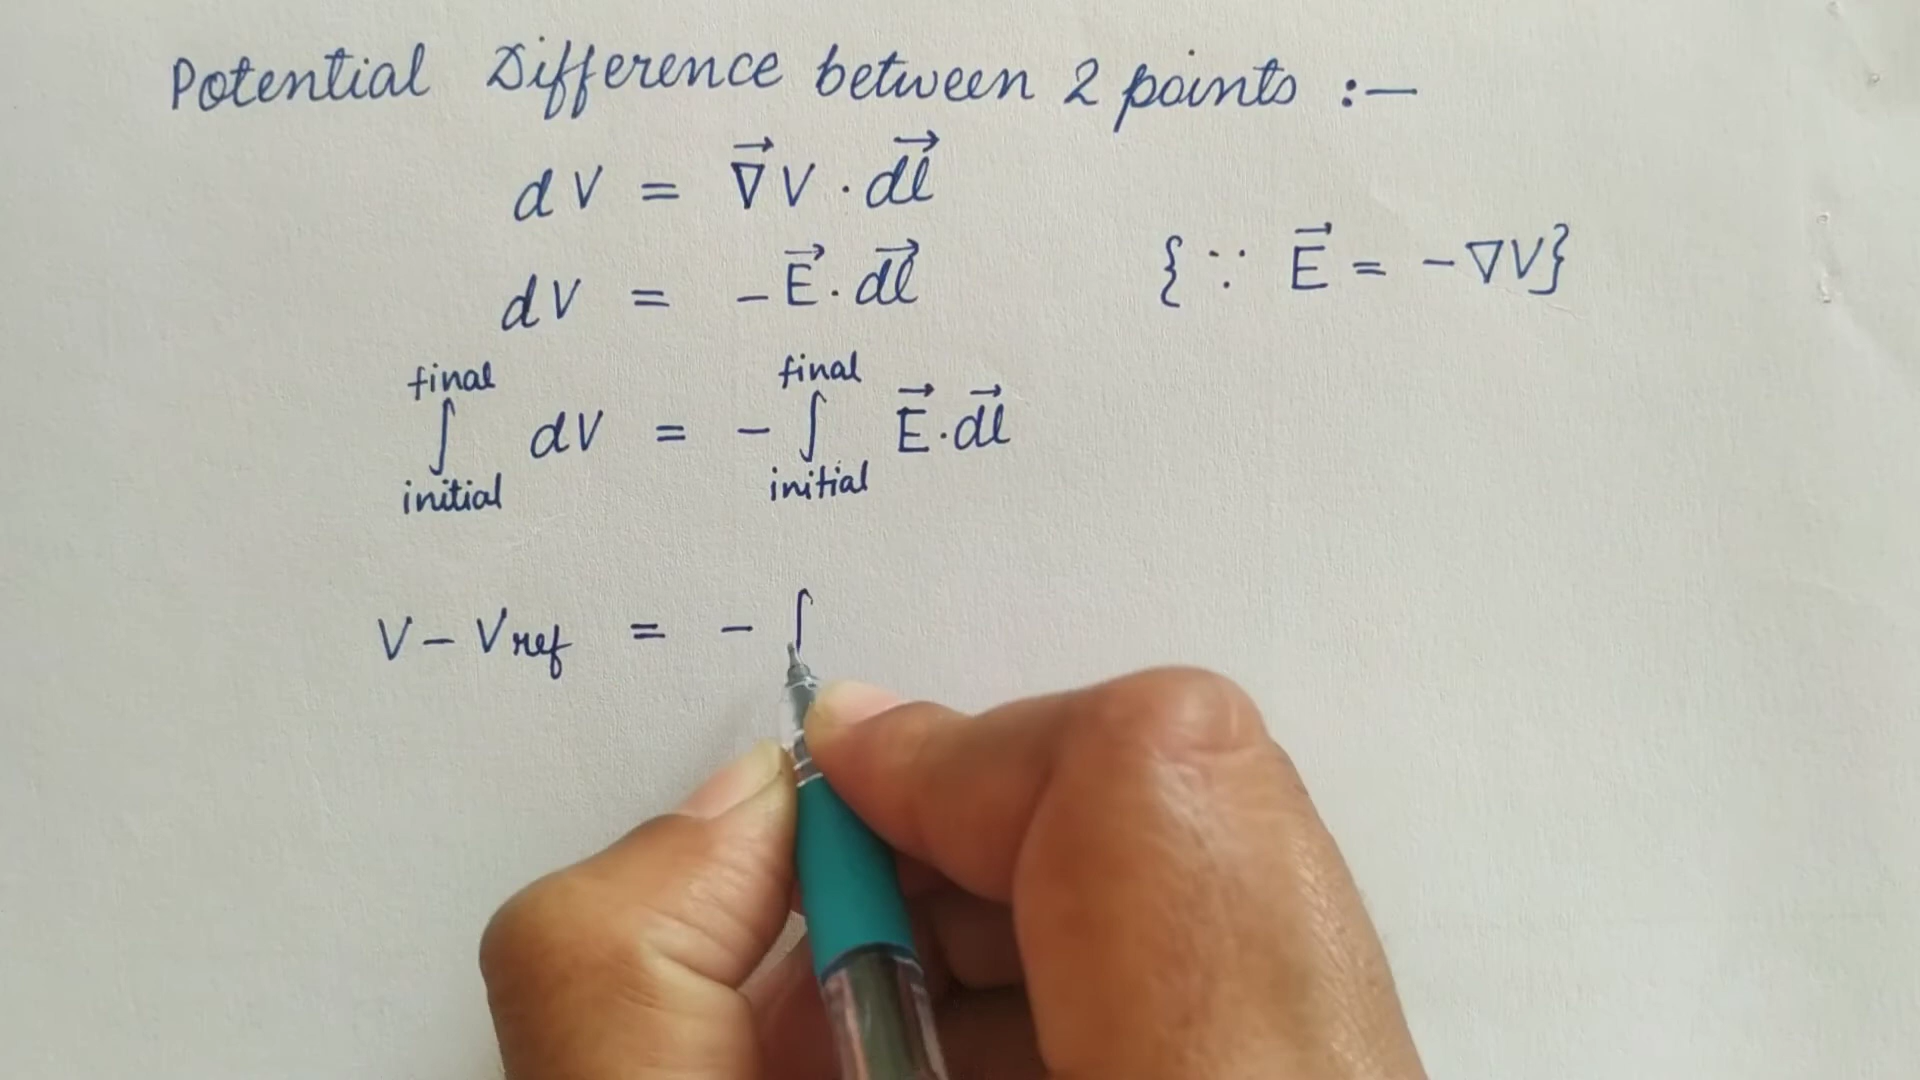 Potential Difference between 2 points :—
dV = ∇⃗V · dl⃗
dV = -E⃗ · dl⃗ {∵ E⃗ = -∇V}
final final
∫ dV = -∫ E⃗ · dl⃗
initial initial
V - Vref = - ∫